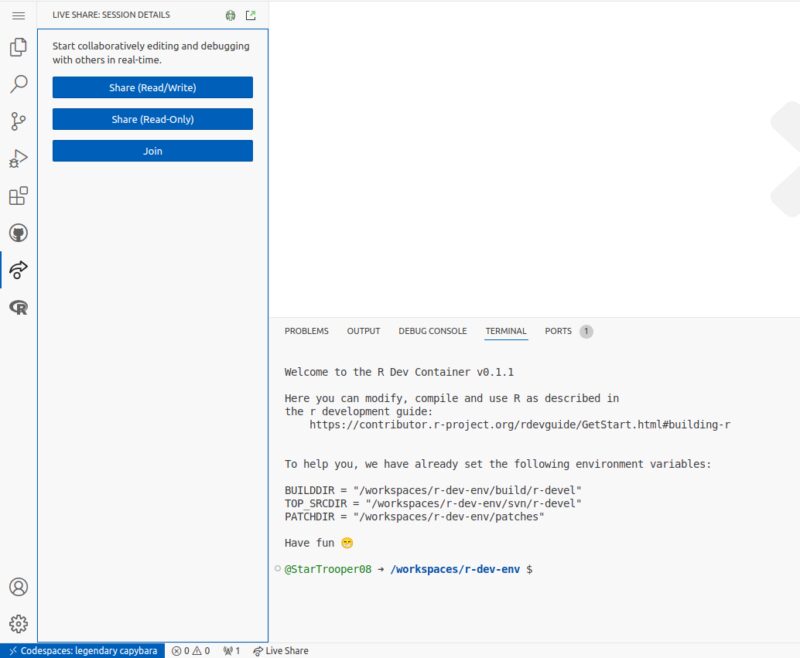 LIVE SHARE: SESSION DETAILS
Start collaboratively editing and debugging
with others in real-time.
Share (Read/Write)
Share (Read-Only)
Join
PROBLEMS OUTPUT DEBUG CONSOLE TERMINAL PORTS 1
Welcome to the R Dev Container v0.1.1
Here you can modify, compile and use R as described in
the r development guide:
https://contributor.r-project.org/rdevguide/GetStart.html#building-r
To help you, we have already set the following environment variables:
BUILDDIR = "/workspaces/r-dev-env/build/r-devel"
TOP_SRCDIR = "/workspaces/r-dev-env/svn/r-devel"
PATCHDIR = "/workspaces/r-dev-env/patches"
Have fun 😁
@StarTrooper08 → /workspaces/r-dev-env $
Codespaces: legendary capybara 0 0 1 Live Share